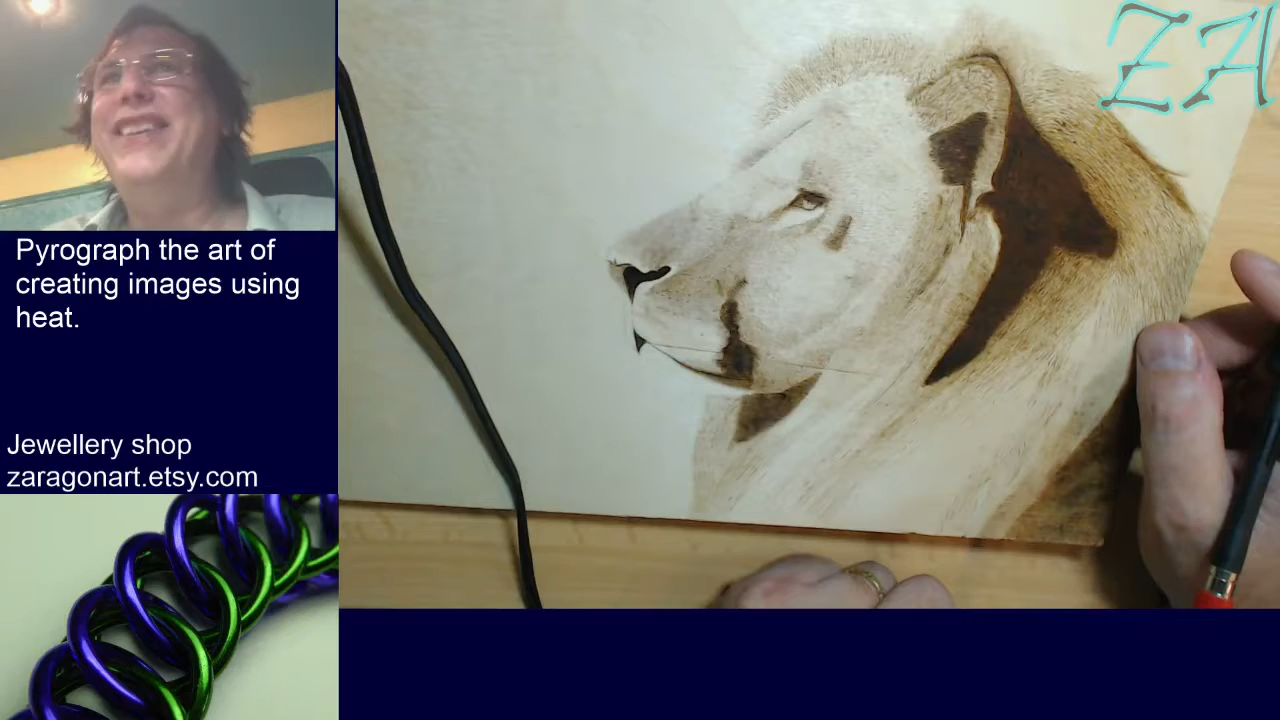 ZA
Pyrograph the art of
creating images using
heat.
Jewellery shop
zaragonart.etsy.com